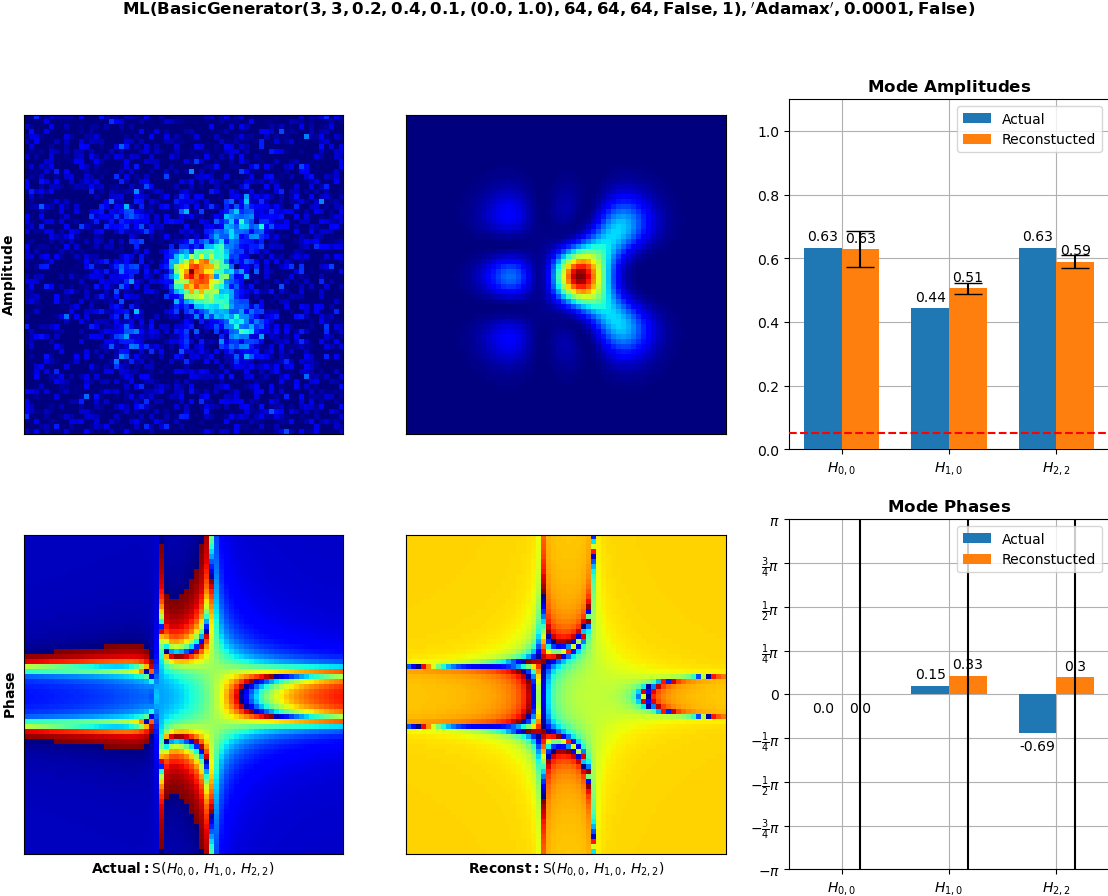 ML(BasicGenerator(3, 3, 0.2, 0.4, 0.1, (0.0, 1.0), 64, 64, 64, False, 1), ′Adamax′, 0.0001, False)
Amplitude
Mode Amplitudes
Actual
Reconstucted
1.0
0.8
0.6
0.4
0.2
0.0
0.63
0.63
0.44
0.51
0.63
0.59
H0,0
H1,0
H2,2
Phase
Actual: S(H0,0, H1,0, H2,2)
Reconst: S(H0,0, H1,0, H2,2)
Mode Phases
Actual
Reconstucted
π
3/4π
1/2π
1/4π
0
−1/4π
−1/2π
−3/4π
−π
0.0
0.0
0.15
0.33
-0.69
0.3
H0,0
H1,0
H2,2